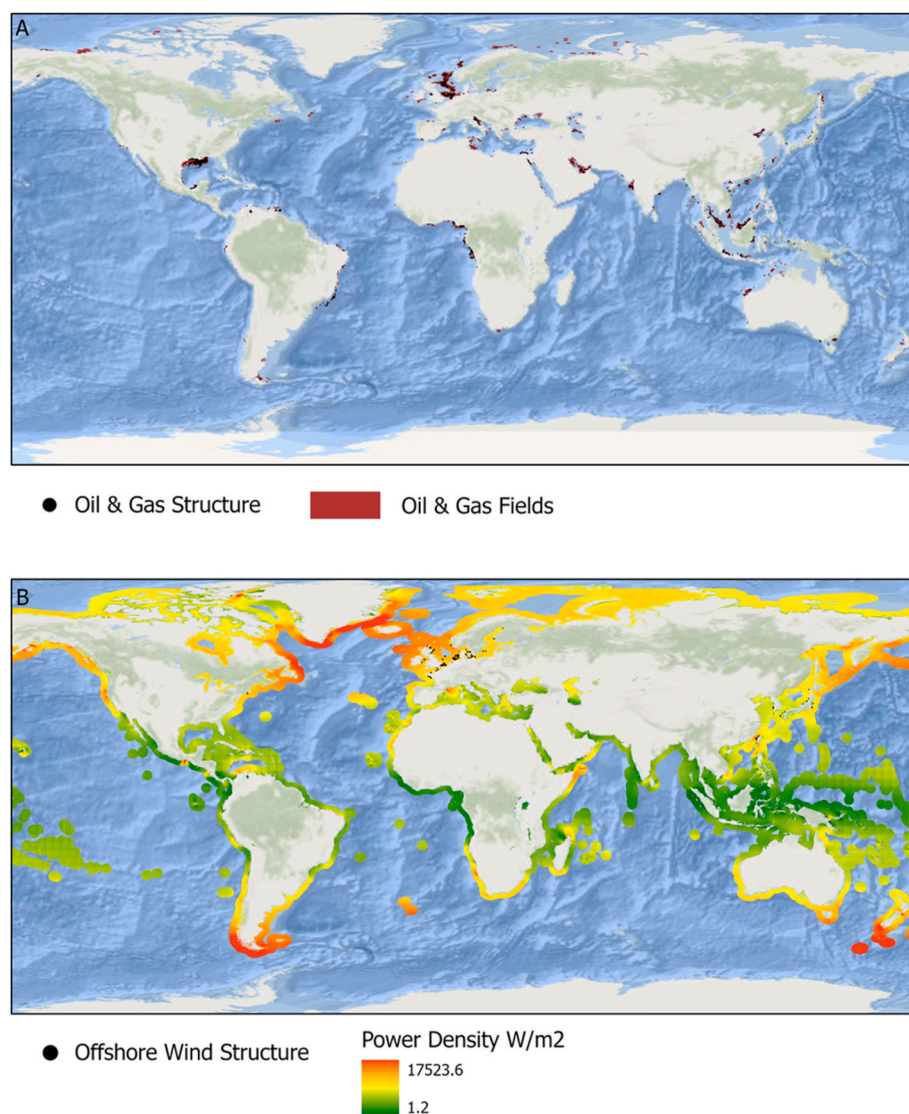 A
Oil & Gas Structure Oil & Gas Fields
B
Offshore Wind Structure
Power Density W/m2
17523.6
1.2